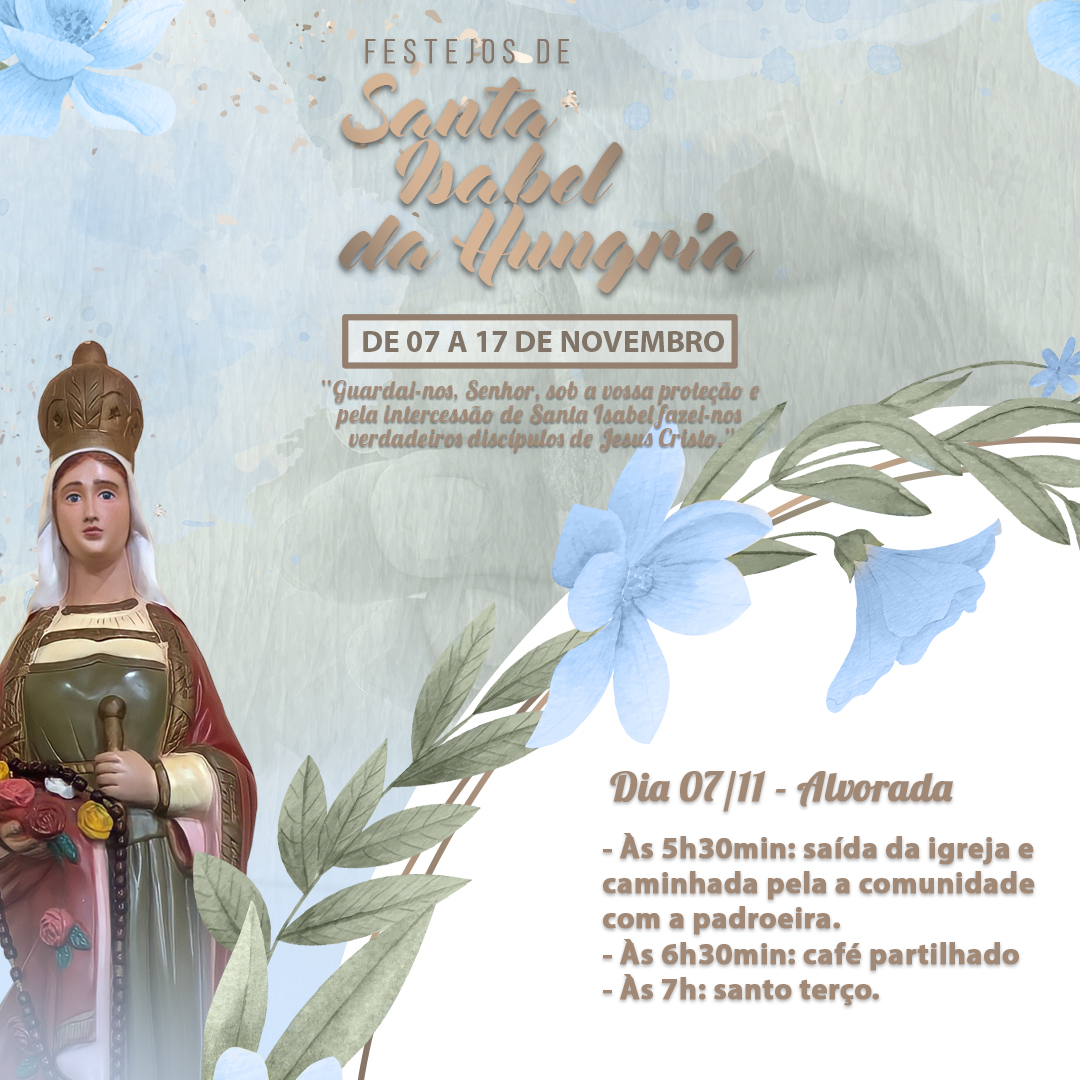 FESTEJOS DE
Santa
Isabel
da Hungria
DE 07 A 17 DE NOVEMBRO
"Guardai-nos, Senhor, sob a vossa proteção e
pela intercessão de Santa Isabel fazei-nos
verdadeiros discípulos de Jesus Cristo."
Dia 07/11 - Alvorada
- Às 5h30min: saída da igreja e
caminhada pela a comunidade
com a padroeira.
- Às 6h30min: café partilhado
- Às 7h: santo terço.